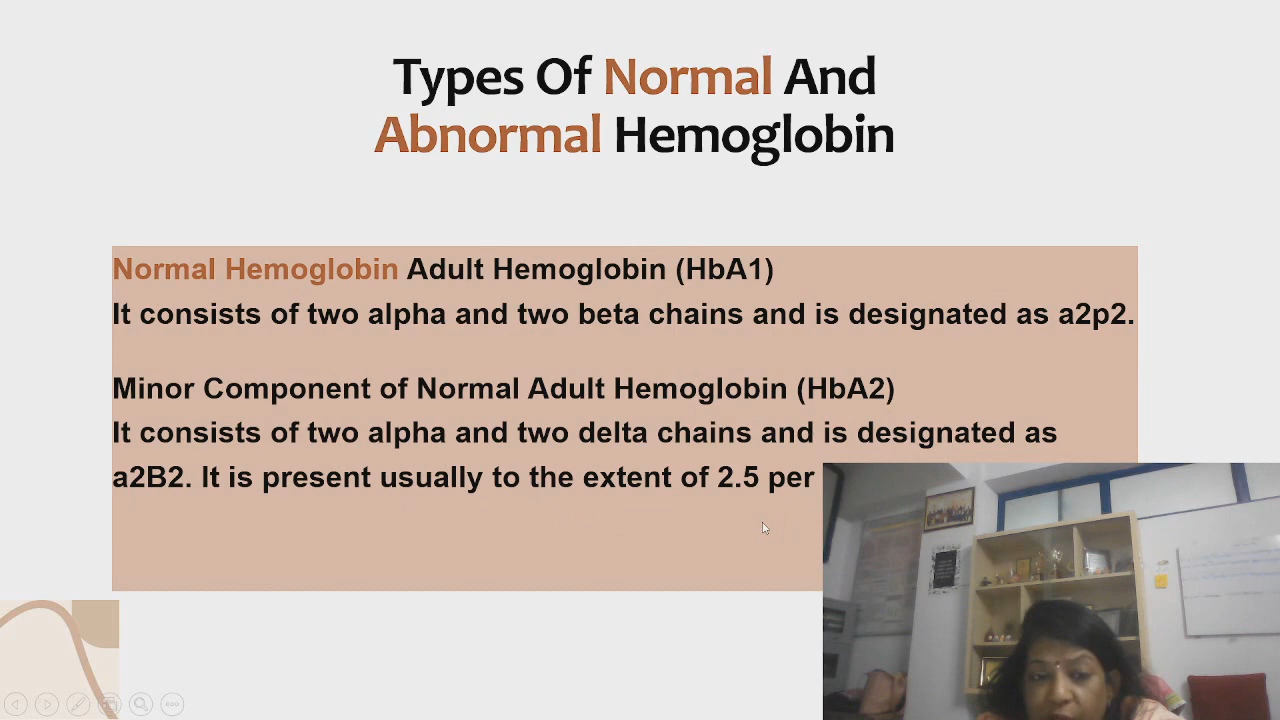 Types Of Normal And
Abnormal Hemoglobin
Normal Hemoglobin Adult Hemoglobin (HbA1)
It consists of two alpha and two beta chains and is designated as a2p2.
Minor Component of Normal Adult Hemoglobin (HbA2)
It consists of two alpha and two delta chains and is designated as
a2B2. It is present usually to the extent of 2.5 per